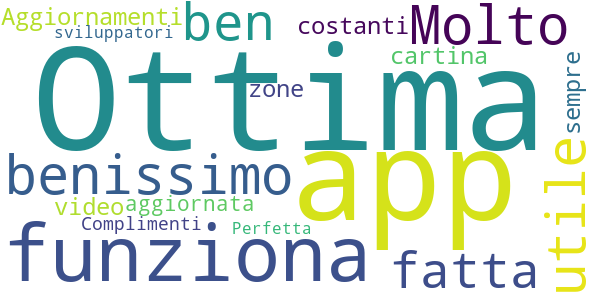 Aggiornamenti
ben
costanti
Molto
sviluppatori
Ottima
cartina
zone
sempre
app
benissimo
utile
video
aggiornata
Complimenti
Perfetta
funziona
fatta